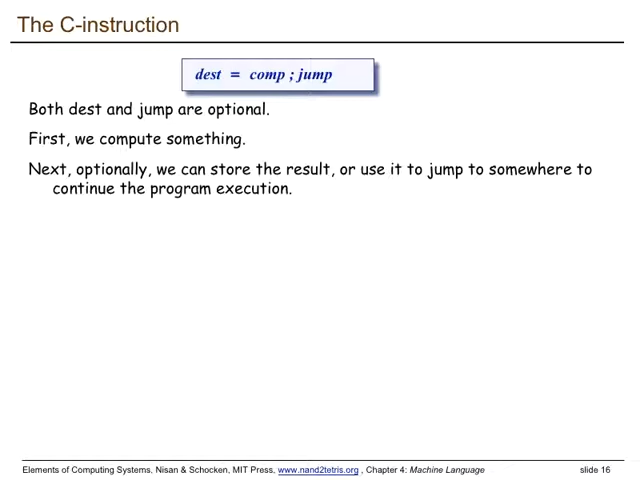 The C-instruction
dest = comp ; jump
Both dest and jump are optional.
First, we compute something.
Next, optionally, we can store the result, or use it to jump to somewhere to
continue the program execution.
Elements of Computing Systems, Nisan & Schocken, MIT Press, www.nand2tetris.org , Chapter 4: Machine Language slide 16